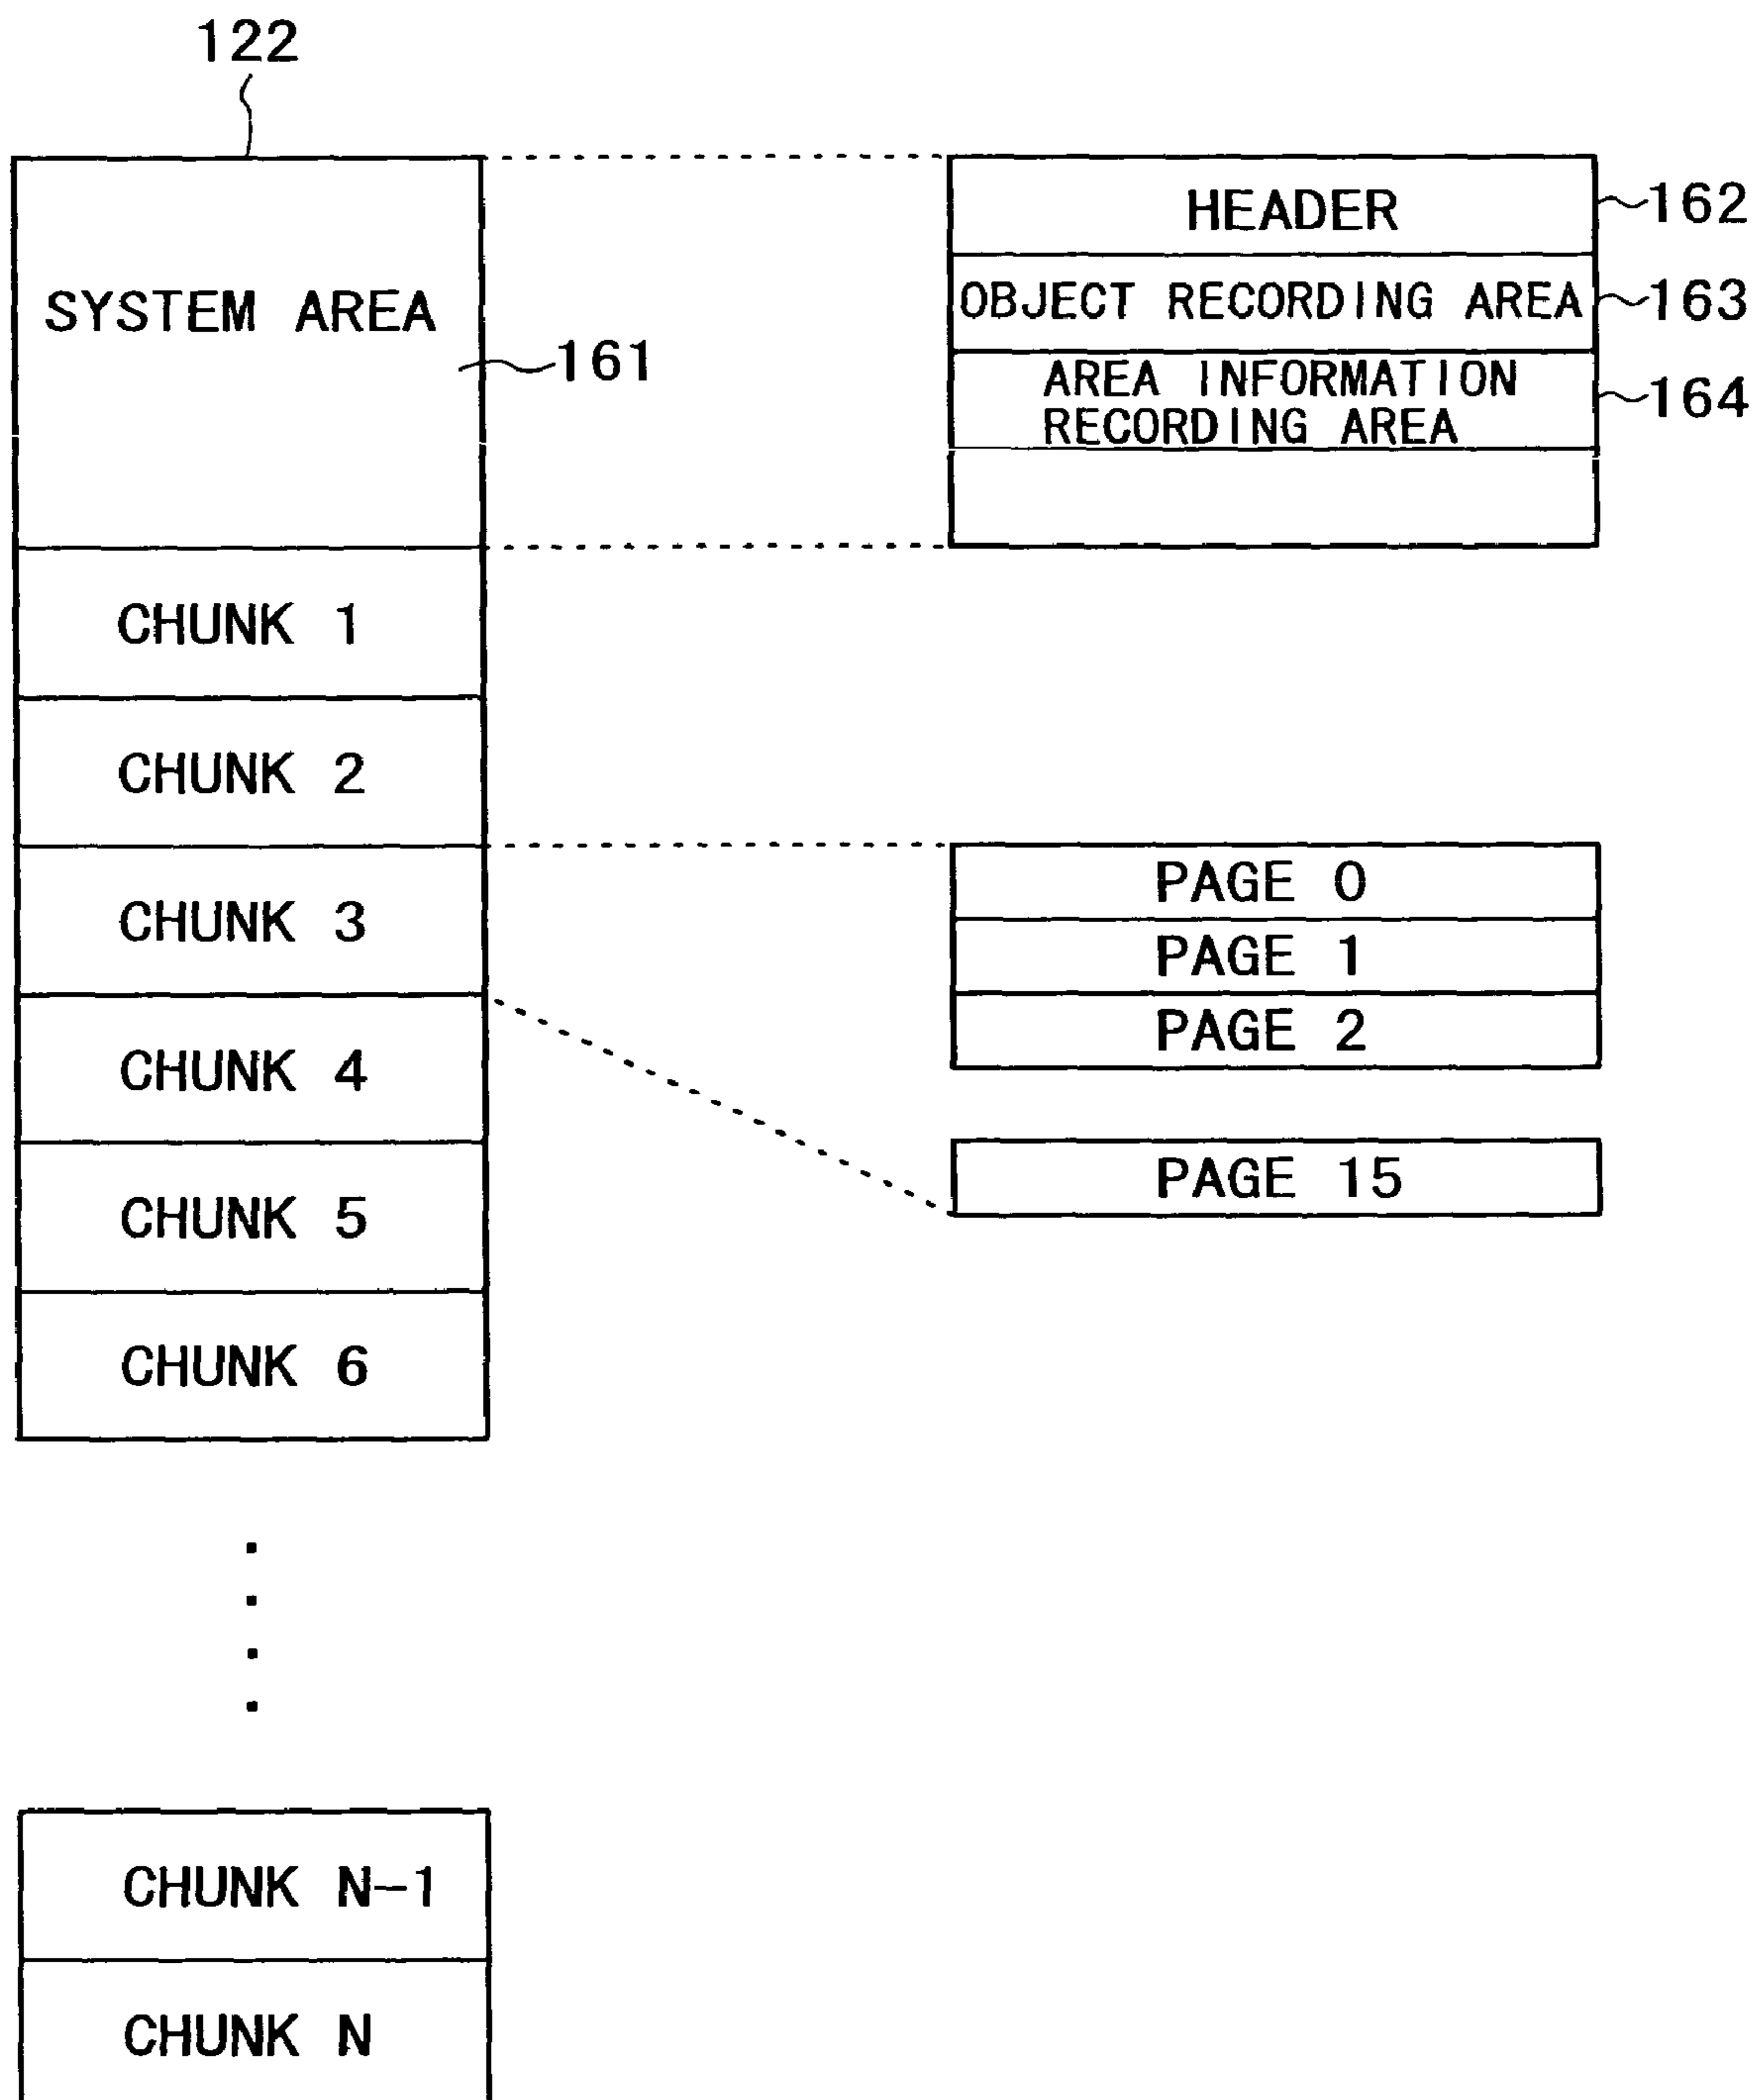 122
SYSTEM AREA
161
HEADER
162
OBJECT RECORDING AREA
163
AREA INFORMATION
RECORDING AREA
164
CHUNK 1
CHUNK 2
CHUNK 3
CHUNK 4
CHUNK 5
CHUNK 6
PAGE 0
PAGE 1
PAGE 2
PAGE 15
CHUNK N-1
CHUNK N